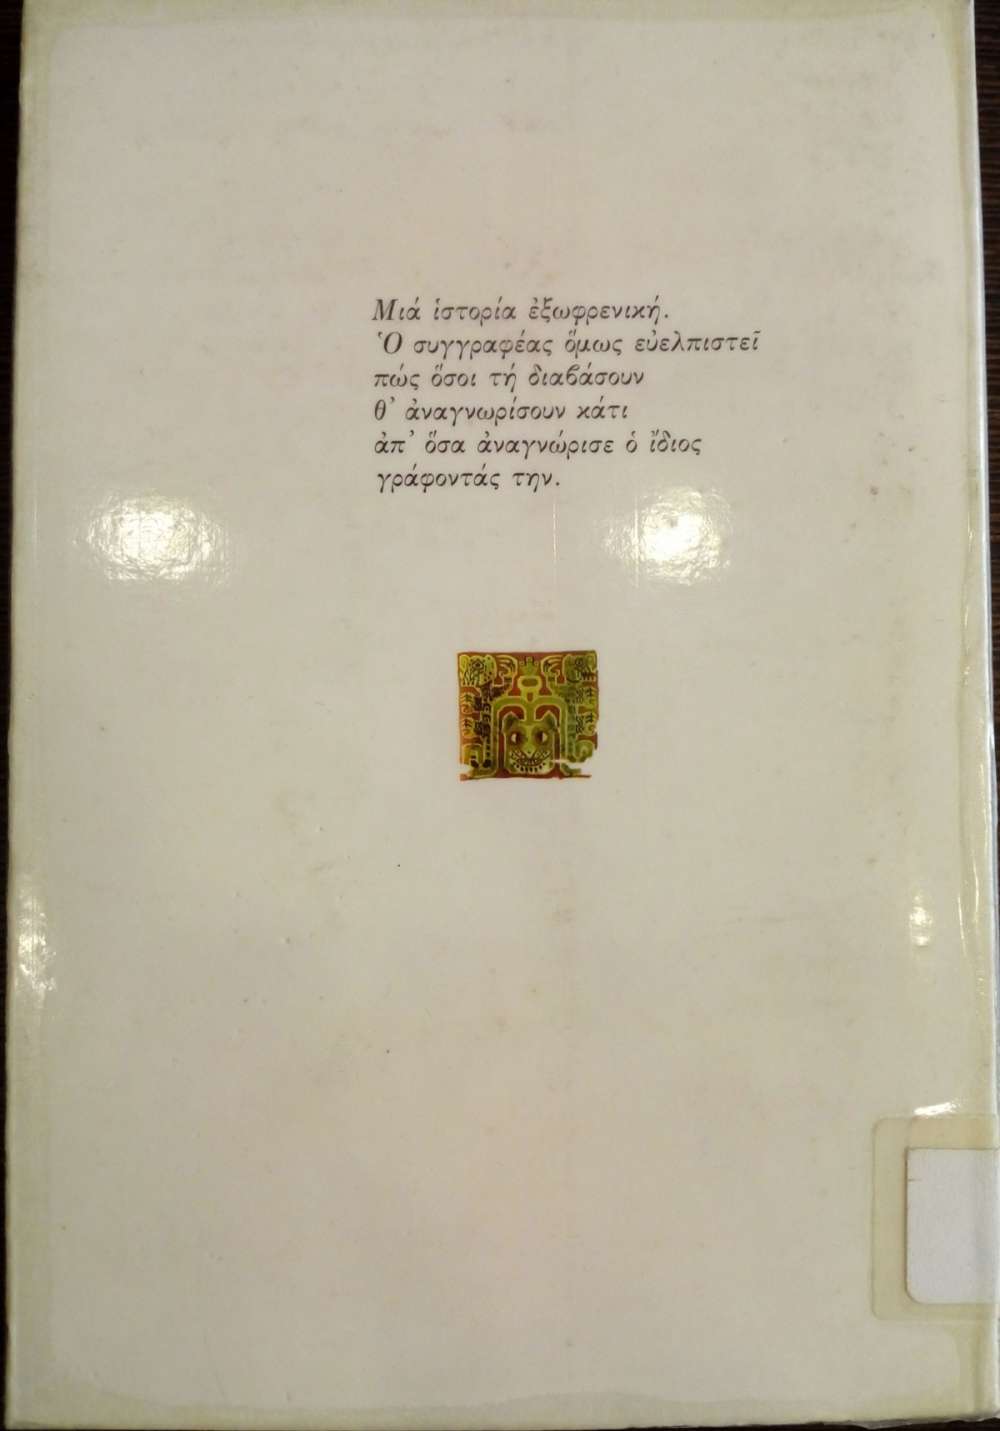 Μιά ἱστορία ἐξωφρενική.
Ὁ συγγραφέας ὅμως εὐελπιστεῖ
πώς ὅσοι τή διαβάσουν
θ' ἀναγνωρίσουν κάτι
ἀπ' ὅσα ἀναγνώρισε ὁ ἴδιος
γράφοντάς την.